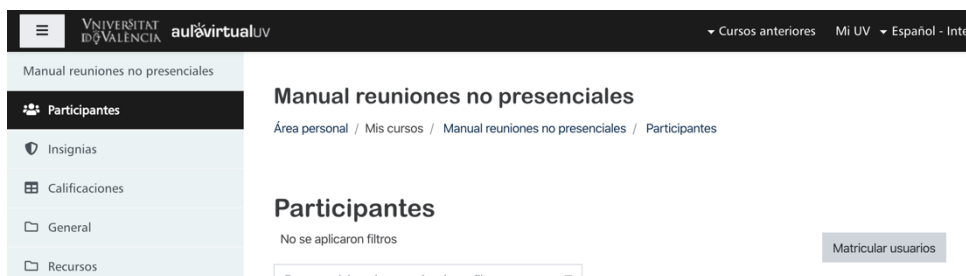 VNIVERSITAT
D VALÈNCIA aulavirtualUV
Cursos anteriores Mi UV Español - Inte
Manual reuniones no presenciales
Participantes
Insignias
Calificaciones
General
Recursos
Manual reuniones no presenciales
Área personal / Mis cursos / Manual reuniones no presenciales / Participantes
Participantes
No se aplicaron filtros
Matricular usuarios